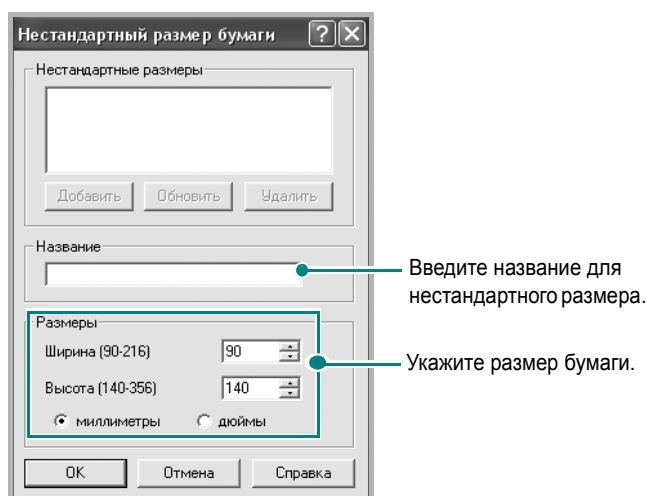 Нестандартный размер бумаги
Нестандартные размеры
Добавить Обновить Удалить
Название
Введите название для
нестандартного размера.
Размеры
Ширина (90-216) 90
Укажите размер бумаги.
Высота (140-356) 140
миллиметры дюймы
OK Отмена Справка